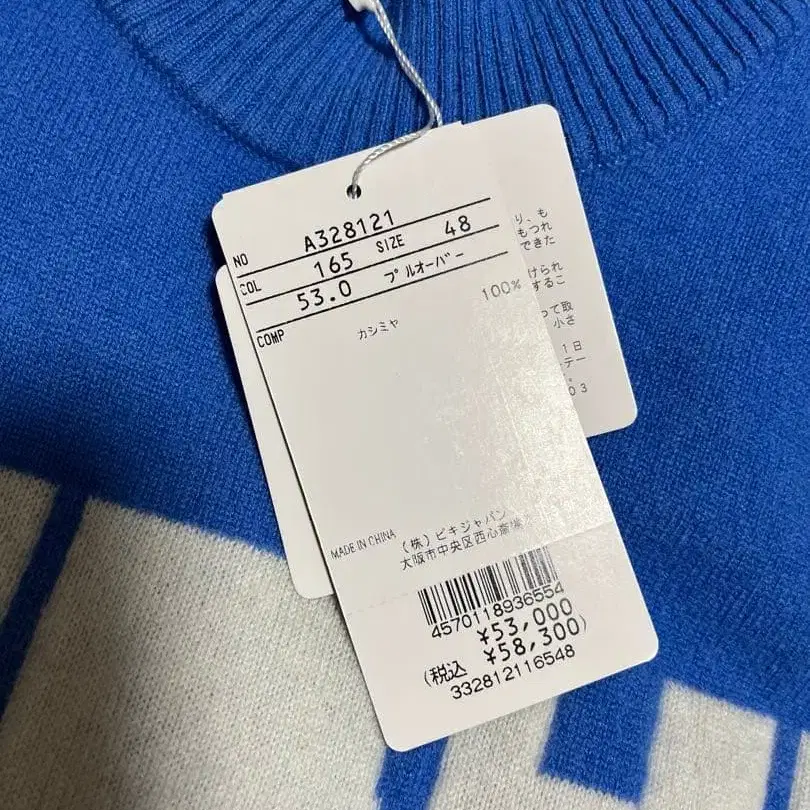 NO A328121
COL 165 SIZE 48
53.0 プルオーバー
COMP
カシミヤ 100%
MADE IN CHINA
(株)ビキジャパン
大阪市中央区西心斎橋
4570118936554
¥53,000
(税込 ¥58,300)
332812116548
り、も
もつれ
できた
けられ
するこ
って取
小さ
1日
テー
03